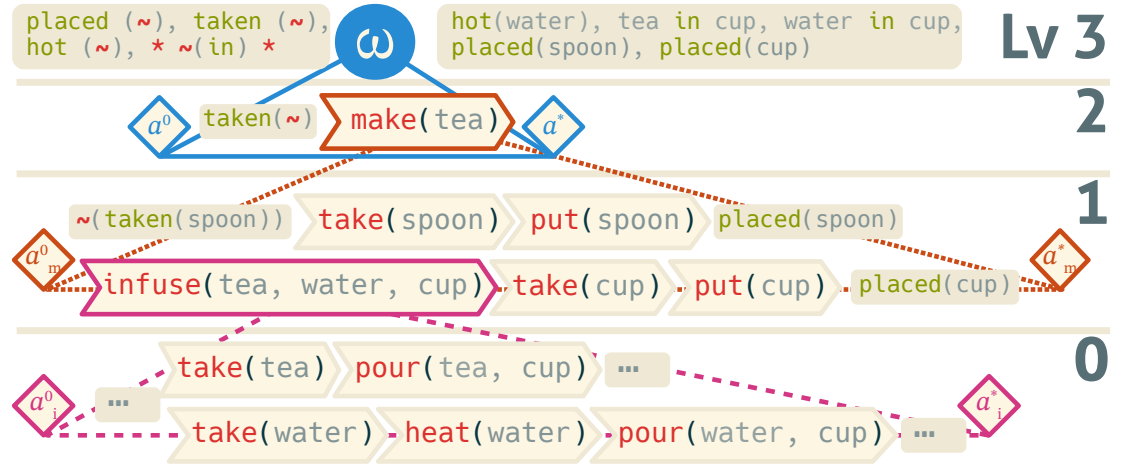 placed (~), taken (~),
hot (~), * ~(in) *
ω
hot(water), tea in cup, water in cup,
placed(spoon), placed(cup)
Lv 3
a⁰
taken(~)
make(tea)
a*
2
~(taken(spoon))
take(spoon)
put(spoon)
placed(spoon)
1
a⁰m
infuse(tea, water, cup)
take(cup)
put(cup)
placed(cup)
a*m
take(tea)
pour(tea, cup)
…
0
a⁰i
…
take(water)
heat(water)
pour(water, cup)
…
a*i